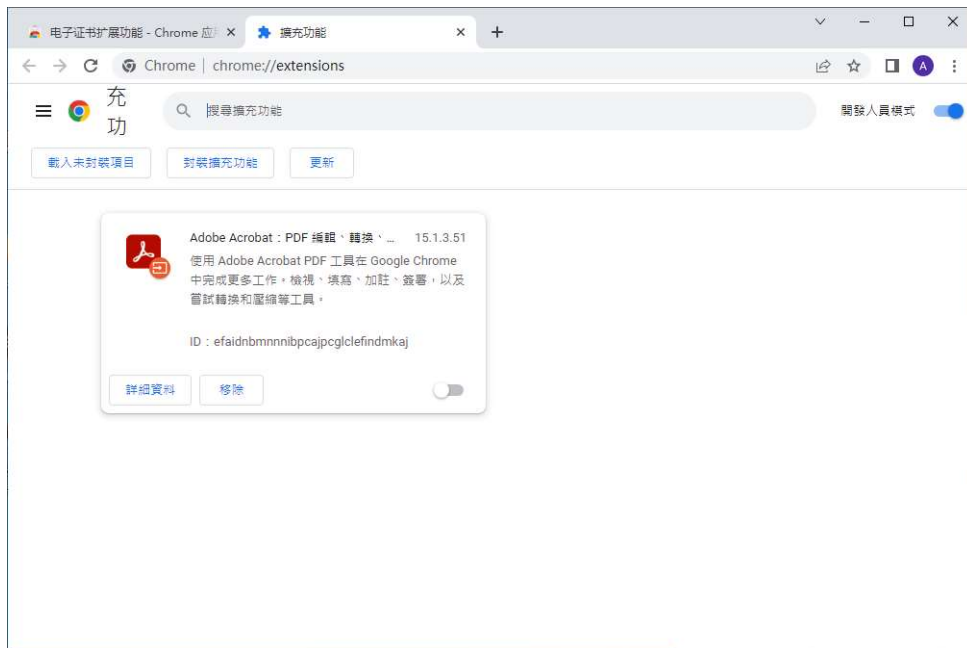 电子证书扩展功能 - Chrome 应
擴充功能
Chrome | chrome://extensions
A
充
功
搜尋擴充功能
開發人員模式
載入未封裝項目
封裝擴充功能
更新
Adobe Acrobat：PDF 編輯、轉換、... 15.1.3.51
使用 Adobe Acrobat PDF 工具在 Google Chrome
中完成更多工作。檢視、填寫、加註、簽署，以及
嘗試轉換和壓縮等工具。
ID：efaidnbmnnnibpcajpcglclefindmkaj
詳細資料
移除